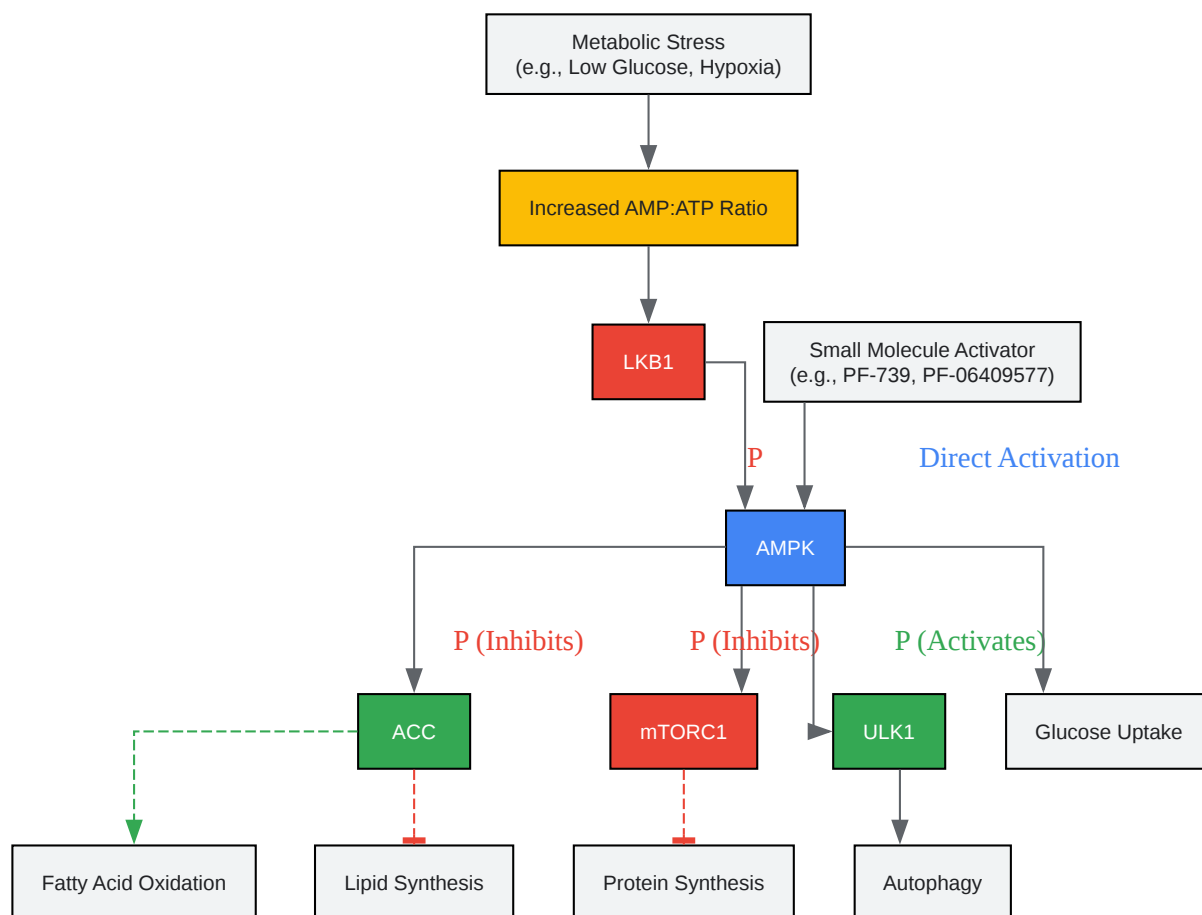 Metabolic Stress
(e.g., Low Glucose, Hypoxia)
Increased AMP:ATP Ratio
LKB1
Small Molecule Activator
(e.g., PF-739, PF-06409577)
P
Direct Activation
AMPK
P (Inhibits)
P (Inhibits)
P (Activates)
ACC
mTORC1
ULK1
Glucose Uptake
Fatty Acid Oxidation
Lipid Synthesis
Protein Synthesis
Autophagy